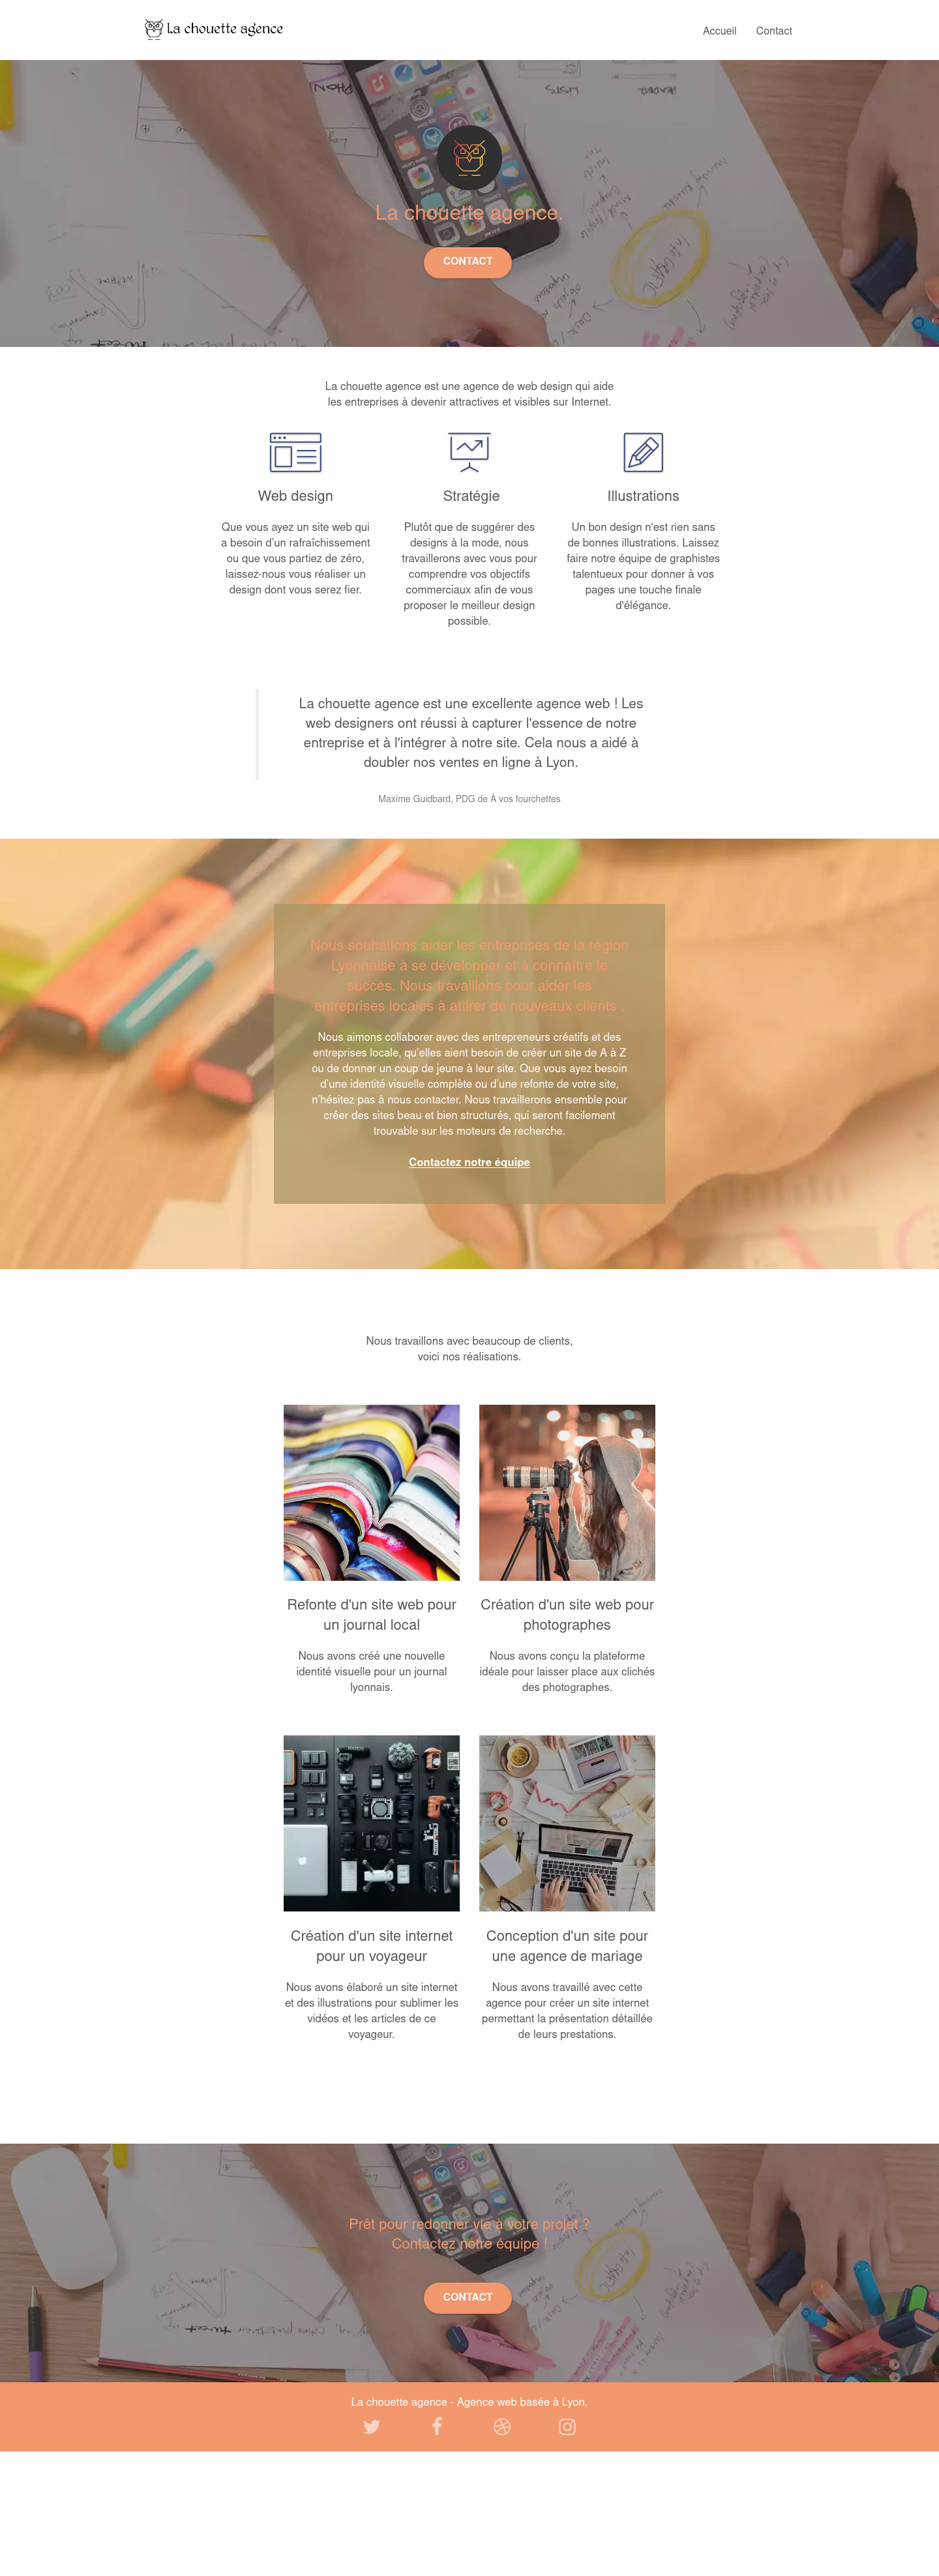 La chouette agence
Accueil
Contact
La chouette agence.
CONTACT
La chouette agence est une agence de web design qui aide
les entreprises à devenir attractives et visibles sur Internet.
Web design
Que vous ayez un site web qui
a besoin d’un rafraîchissement
ou que vous partiez de zéro,
laissez-nous vous réaliser un
design dont vous serez fier.
Stratégie
Plutôt que de suggérer des
designs à la mode, nous
travaillerons avec vous pour
comprendre vos objectifs
commerciaux afin de vous
proposer le meilleur design
possible.
Illustrations
Un bon design n'est rien sans
de bonnes illustrations. Laissez
faire notre équipe de graphistes
talentueux pour donner à vos
pages une touche finale
d'élégance.
La chouette agence est une excellente agence web ! Les
web designers ont réussi à capturer l'essence de notre
entreprise et à l'intégrer à notre site. Cela nous a aidé à
doubler nos ventes en ligne à Lyon.
Maxime Guidbard, PDG de À vos fourchettes
Nous souhaitons aider les entreprises de la région
Lyonnaise à se développer et à connaître le
succès. Nous travaillons pour aider les
entreprises locales à attirer de nouveaux clients .
Nous aimons collaborer avec des entrepreneurs créatifs et des
entreprises locale, qu’elles aient besoin de créer un site de A à Z
ou de donner un coup de jeune à leur site. Que vous ayez besoin
d’une identité visuelle complète ou d’une refonte de votre site,
n’hésitez pas à nous contacter. Nous travaillerons ensemble pour
créer des sites beau et bien structurés, qui seront facilement
trouvable sur les moteurs de recherche.
Contactez notre équipe
Nous travaillons avec beaucoup de clients,
voici nos réalisations.
Refonte d'un site web pour
un journal local
Nous avons créé une nouvelle
identité visuelle pour un journal
lyonnais.
Création d'un site web pour
photographes
Nous avons conçu la plateforme
idéale pour laisser place aux clichés
des photographes.
Création d'un site internet
pour un voyageur
Nous avons élaboré un site internet
et des illustrations pour sublimer les
vidéos et les articles de ce
voyageur.
Conception d'un site pour
une agence de mariage
Nous avons travaillé avec cette
agence pour créer un site internet
permettant la présentation détaillée
de leurs prestations.
Prêt pour redonner vie à votre projet ?
Contactez notre équipe !
CONTACT
La chouette agence - Agence web basée à Lyon.